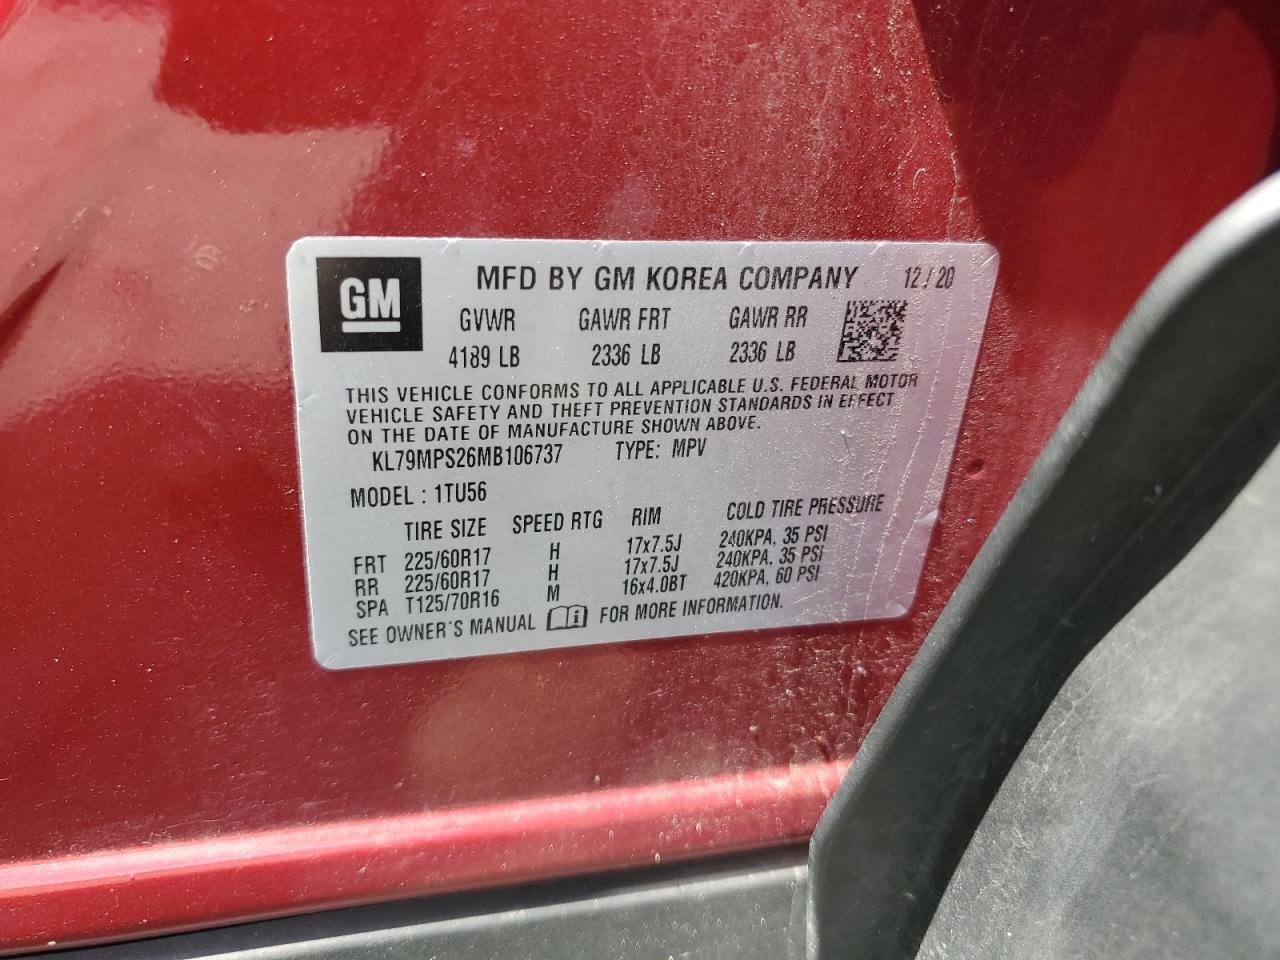 GM
MFD BY GM KOREA COMPANY 12/20
GVWR GAWR FRT GAWR RR
4189 LB 2336 LB 2336 LB
THIS VEHICLE CONFORMS TO ALL APPLICABLE U.S. FEDERAL MOTOR
VEHICLE SAFETY AND THEFT PREVENTION STANDARDS IN EFFECT
ON THE DATE OF MANUFACTURE SHOWN ABOVE.
KL79MPS26MB106737 TYPE: MPV
MODEL : 1TU56
TIRE SIZE SPEED RTG RIM COLD TIRE PRESSURE
FRT 225/60R17 H 17x7.5J 240KPA, 35 PSI
RR 225/60R17 H 17x7.5J 240KPA, 35 PSI
SPA T125/70R16 M 16x4.0BT 420KPA, 60 PSI
SEE OWNER'S MANUAL FOR MORE INFORMATION.